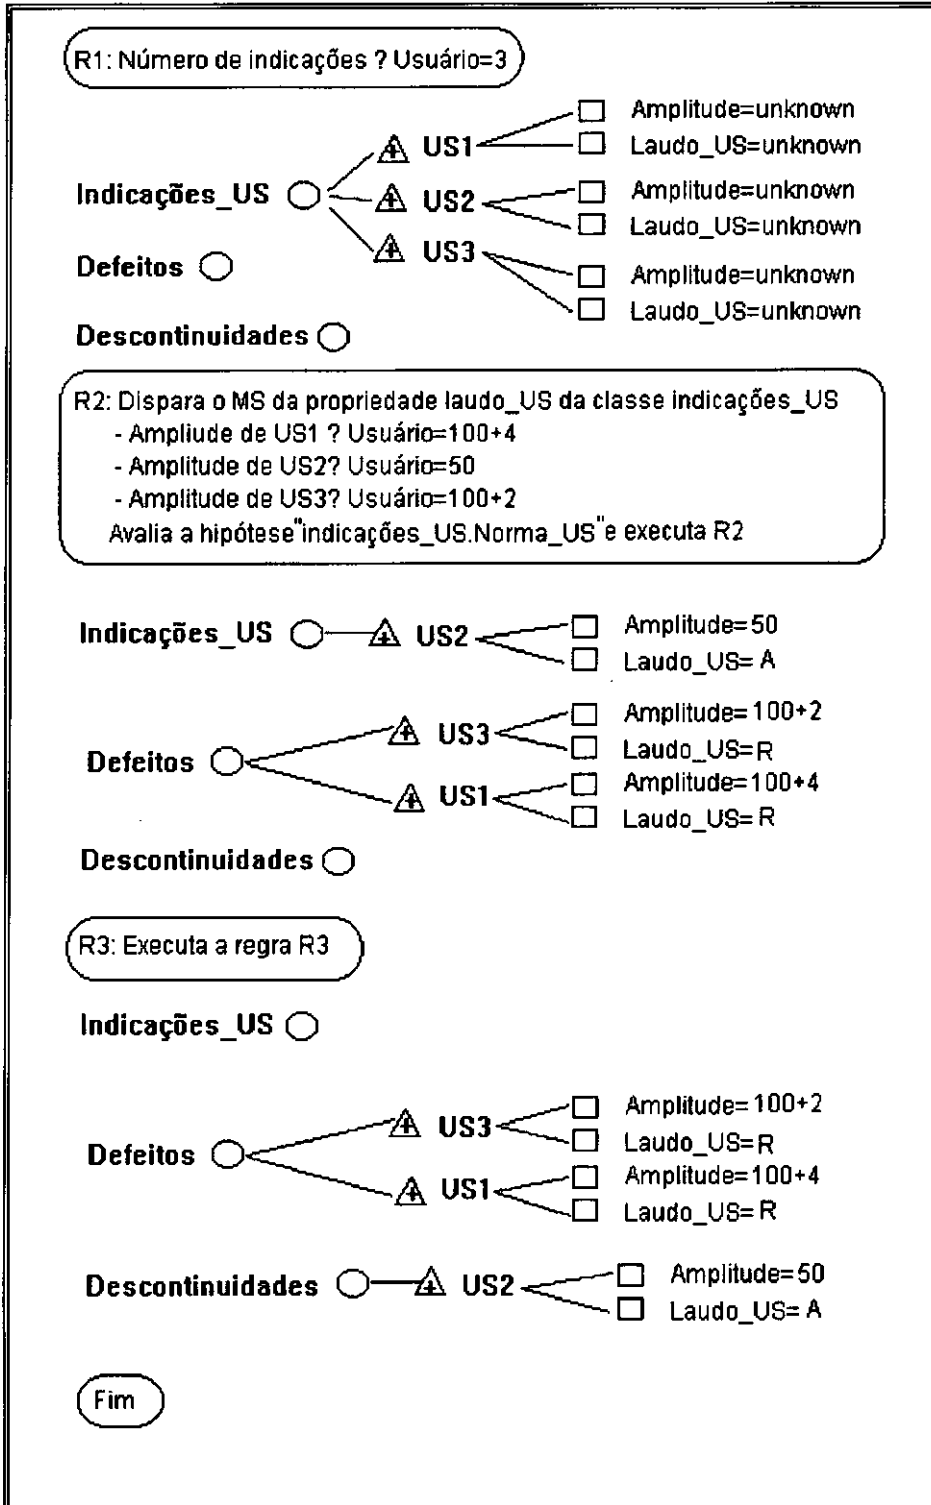 R1: Número de indicações ? Usuário=3
Amplitude=unknown
US1
Laudo_US=unknown
Indicações_US
US2
Amplitude=unknown
Laudo_US=unknown
US3
Defeitos
Amplitude=unknown
Laudo_US=unknown
Descontinuidades
R2: Dispara o MS da propriedade laudo_US da classe indicações_US
- Ampliude de US1 ? Usuário=100+4
- Amplitude de US2? Usuário=50
- Amplitude de US3? Usuário=100+2
Avalia a hipótese"indicações_US.Norma_US"e executa R2
Indicações_US
US2
Amplitude=50
Laudo_US= A
Defeitos
US3
Amplitude= 100+2
Laudo_US= R
US1
Amplitude=100+4
Laudo_US= R
Descontinuidades
R3: Executa a regra R3
Indicações_US
Defeitos
US3
Amplitude= 100+2
Laudo_US= R
US1
Amplitude=100+4
Laudo_US= R
Descontinuidades
US2
Amplitude=50
Laudo_US= A
Fim